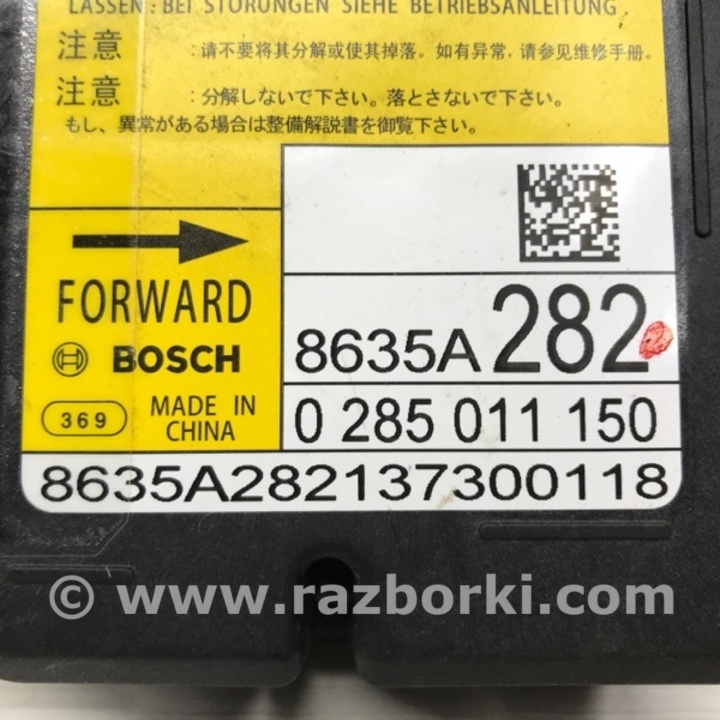 LASSEN. BEI STÖRUNGEN SIEHE BETRIEBSANLEITUNG.
注意 :请不要将其分解或使其掉落。如有异常,请参见维修手册。
注意 :分解しないで下さい。落とさないで下さい。
もし、異常がある場合は整備解説書を御覧下さい。
FORWARD
BOSCH
369 MADE IN
CHINA
8635A282
0 285 011 150
8635A282137300118
© www.razborki.com